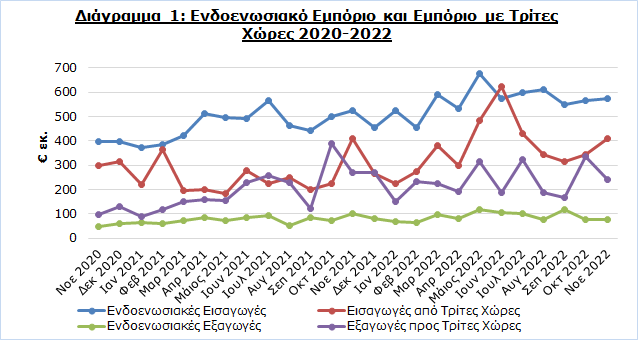 Διάγραμμα 1: Ενδοενωσιακό Εμπόριο και Εμπόριο με Τρίτες
Χώρες 2020-2022
700
600
500
400
300
200
100
0
€ εκ.
Νοε 2020
Δεκ 2020
Ιαν 2021
Φεβ 2021
Μαρ 2021
Απρ 2021
Μάιος 2021
Ιουν 2021
Ιουλ 2021
Αυγ 2021
Σεπ 2021
Οκτ 2021
Νοε 2021
Δεκ 2021
Ιαν 2022
Φεβ 2022
Μαρ 2022
Απρ 2022
Μάιος 2022
Ιουν 2022
Ιουλ 2022
Αυγ 2022
Σεπ 2022
Οκτ 2022
Νοε 2022
Ενδοενωσιακές Εισαγωγές
Εισαγωγές από Τρίτες Χώρες
Ενδοενωσιακές Εξαγωγές
Εξαγωγές προς Τρίτες Χώρες